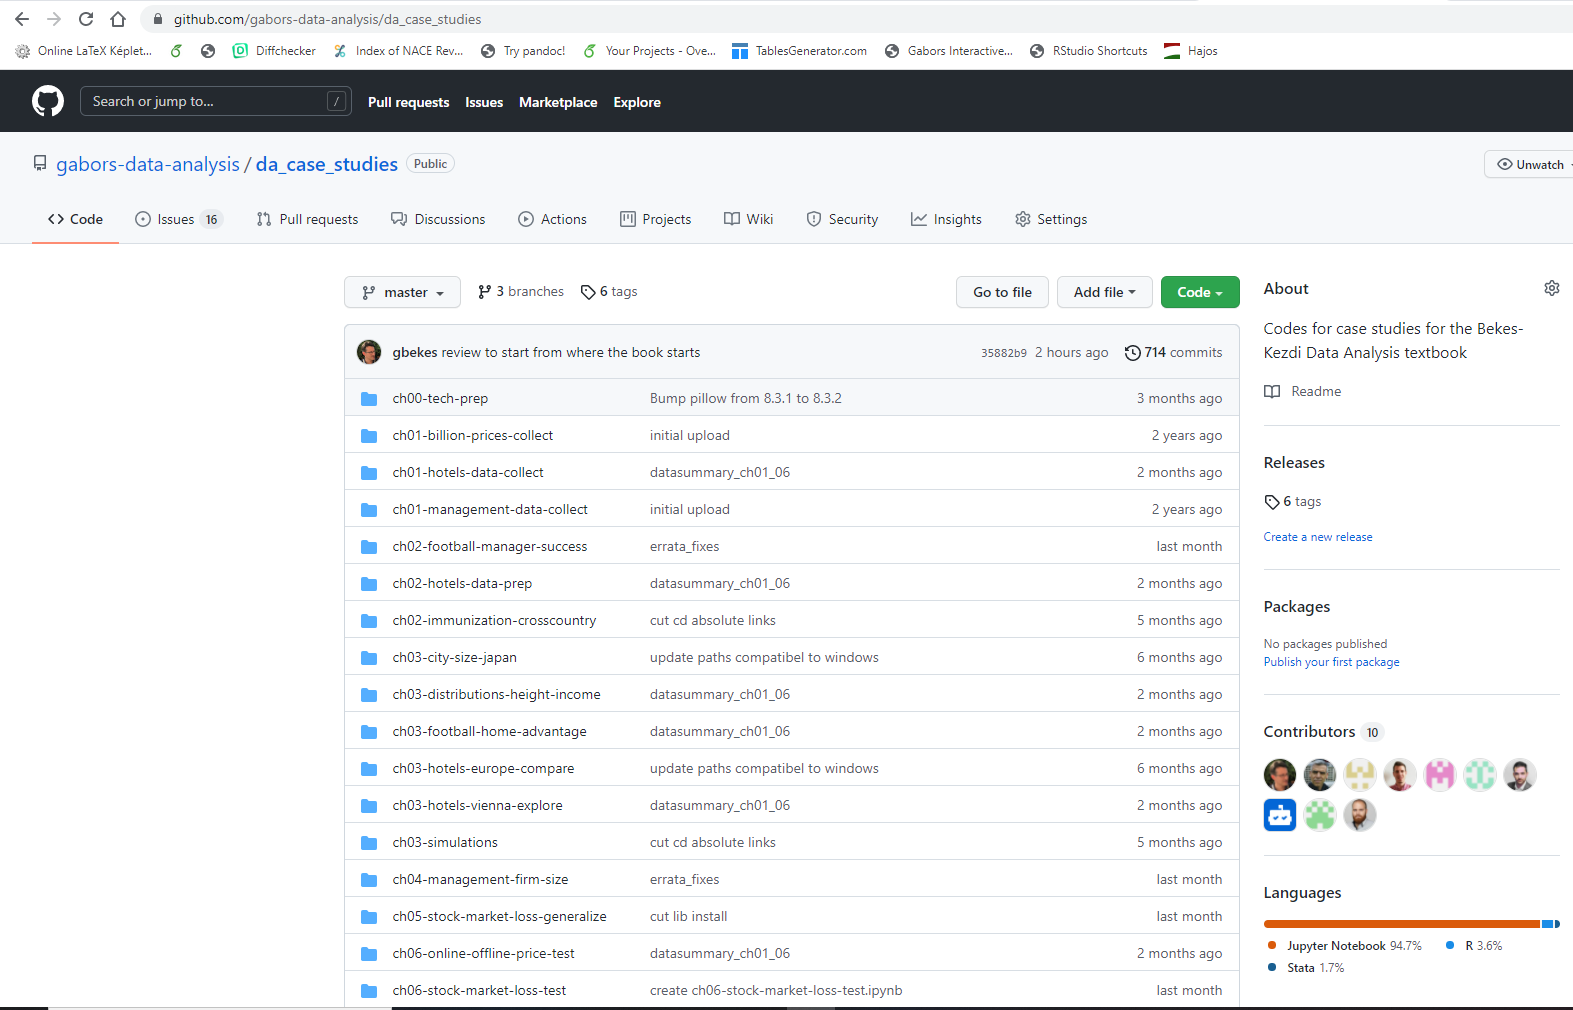 github.com/gabors-data-analysis/da_case_studies
Online LaTeX Képlet... Diffchecker Index of NACE Rev... Try pandoc! Your Projects - Ove... TablesGenerator.com Gabors Interactive... RStudio Shortcuts Hajos
Search or jump to... / Pull requests Issues Marketplace Explore
gabors-data-analysis / da_case_studies Public Unwatch
Code Issues 16 Pull requests Discussions Actions Projects Wiki Security Insights Settings
master 3 branches 6 tags Go to file Add file Code
gbekes review to start from where the book starts 35882b9 2 hours ago 714 commits
ch00-tech-prep Bump pillow from 8.3.1 to 8.3.2 3 months ago
ch01-billion-prices-collect initial upload 2 years ago
ch01-hotels-data-collect datasummary_ch01_06 2 months ago
ch01-management-data-collect initial upload 2 years ago
ch02-football-manager-success errata_fixes last month
ch02-hotels-data-prep datasummary_ch01_06 2 months ago
ch02-immunization-crosscountry cut cd absolute links 5 months ago
ch03-city-size-japan update paths compatibel to windows 6 months ago
ch03-distributions-height-income datasummary_ch01_06 2 months ago
ch03-football-home-advantage datasummary_ch01_06 2 months ago
ch03-hotels-europe-compare update paths compatibel to windows 6 months ago
ch03-hotels-vienna-explore datasummary_ch01_06 2 months ago
ch03-simulations cut cd absolute links 5 months ago
ch04-management-firm-size errata_fixes last month
ch05-stock-market-loss-generalize cut lib install last month
ch06-online-offline-price-test datasummary_ch01_06 2 months ago
ch06-stock-market-loss-test create ch06-stock-market-loss-test.ipynb last month
About
Codes for case studies for the Bekes-
Kezdi Data Analysis textbook
Readme
Releases
6 tags
Create a new release
Packages
No packages published
Publish your first package
Contributors 10
Languages
Jupyter Notebook 94.7% R 3.6%
Stata 1.7%